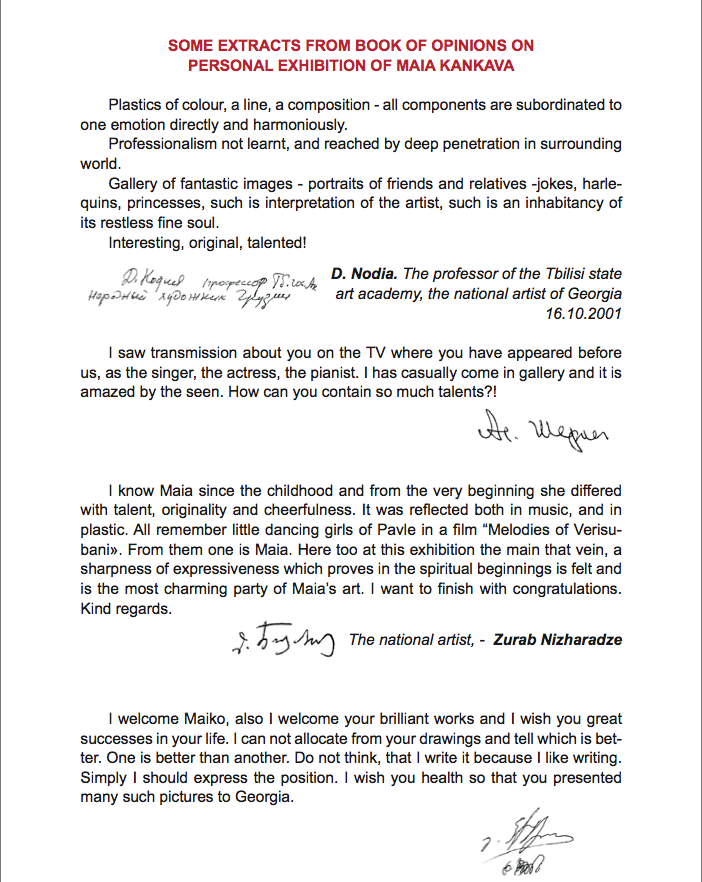 SOME EXTRACTS FROM BOOK OF OPINIONS ON
PERSONAL EXHIBITION OF MAIA KANKAVA
Plastics of colour, a line, a composition - all components are subordinated to
one emotion directly and harmoniously.
Professionalism not learnt, and reached by deep penetration in surrounding
world.
Gallery of fantastic images - portraits of friends and relatives -jokes, harle-
quins, princesses, such is interpretation of the artist, such is an inhabitancy of
its restless fine soul.
Interesting, original, talented!
профессор
народный художник Грузии
D. Nodia. The professor of the Tbilisi state
art academy, the national artist of Georgia
16.10.2001
I saw transmission about you on the TV where you have appeared before
us, as the singer, the actress, the pianist. I has casually come in gallery and it is
amazed by the seen. How can you contain so much talents?!
I know Maia since the childhood and from the very beginning she differed
with talent, originality and cheerfulness. It was reflected both in music, and in
plastic. All remember little dancing girls of Pavle in a film “Melodies of Verisu-
bani». From them one is Maia. Here too at this exhibition the main that vein, a
sharpness of expressiveness which proves in the spiritual beginnings is felt and
is the most charming party of Maia’s art. I want to finish with congratulations.
Kind regards.
The national artist, - Zurab Nizharadze
I welcome Maiko, also I welcome your brilliant works and I wish you great
successes in your life. I can not allocate from your drawings and tell which is bet-
ter. One is better than another. Do not think, that I write it because I like writing.
Simply I should express the position. I wish you health so that you presented
many such pictures to Georgia.